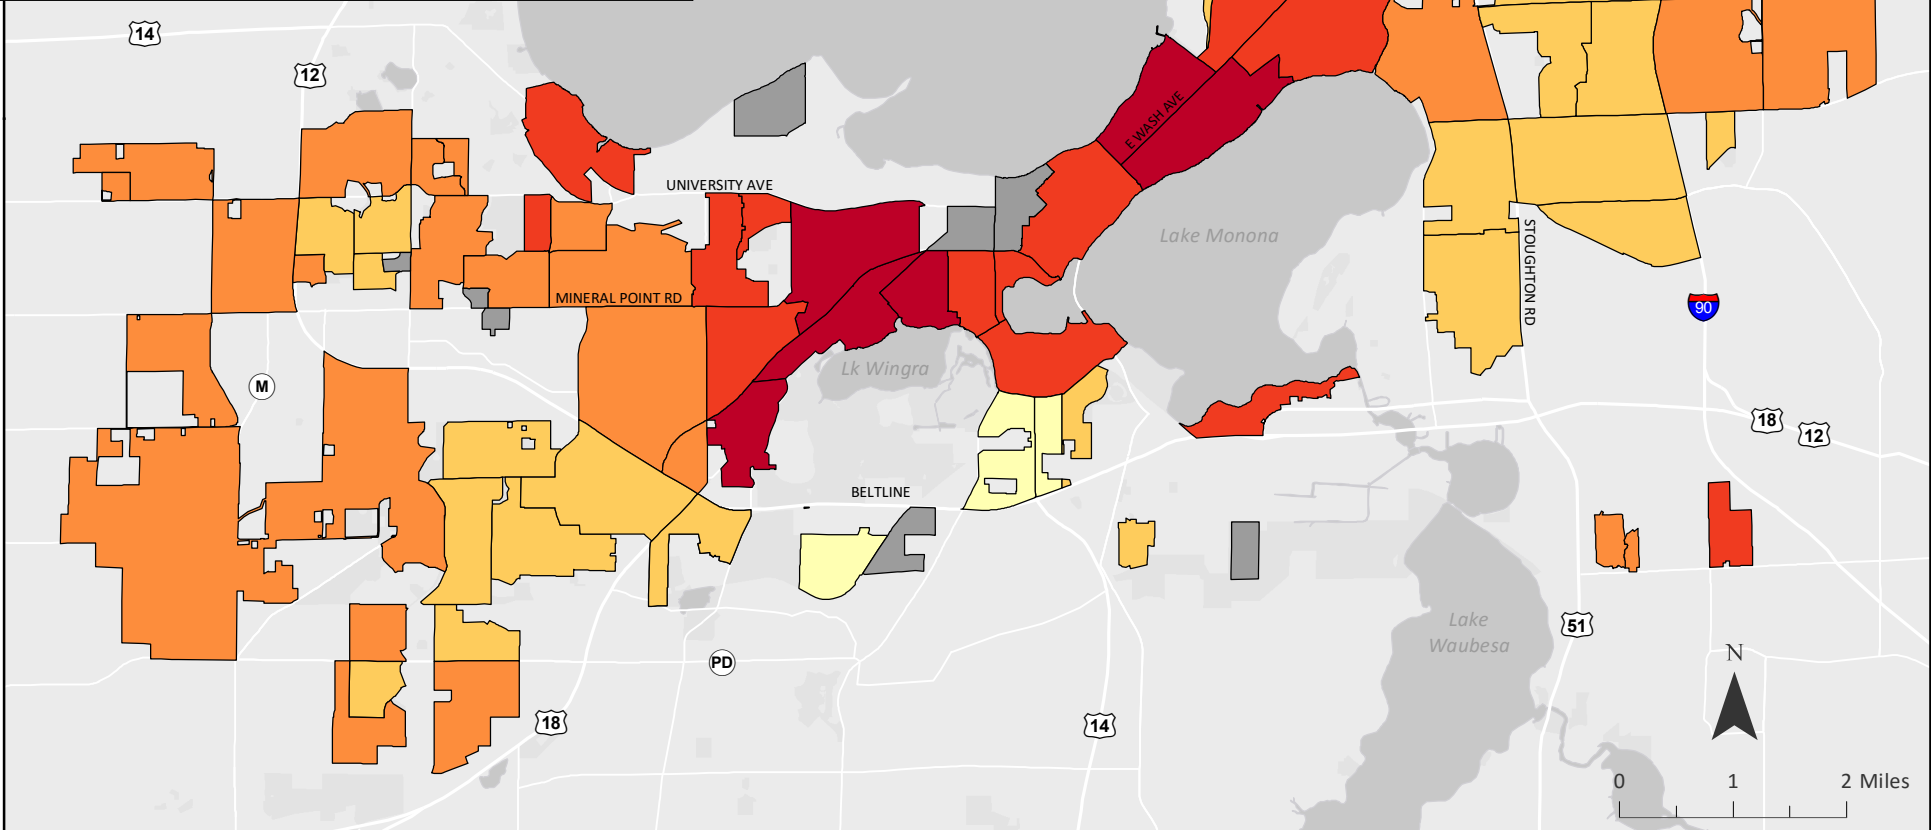 14
12
E WASH AVE
UNIVERSITY AVE
Lake Monona
STOUGHTON RD
MINERAL POINT RD
90
Lk Wingra
M
18
12
BELTLINE
Lake
Waubesa
51
N
PD
18
14
0 1 2 Miles